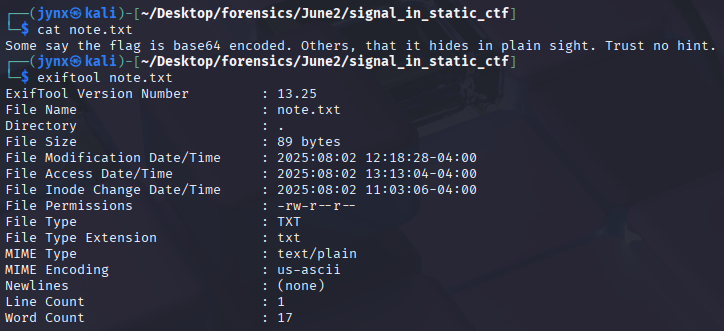 ┌──(jynx㉿kali)-[~/Desktop/forensics/June2/signal_in_static_ctf]
└─$ cat note.txt
Some say the flag is base64 encoded. Others, that it hides in plain sight. Trust no hint.
┌──(jynx㉿kali)-[~/Desktop/forensics/June2/signal_in_static_ctf]
└─$ exiftool note.txt
ExifTool Version Number : 13.25
File Name : note.txt
Directory : .
File Size : 89 bytes
File Modification Date/Time : 2025:08:02 12:18:28-04:00
File Access Date/Time : 2025:08:02 13:13:04-04:00
File Inode Change Date/Time : 2025:08:02 11:03:06-04:00
File Permissions : -rw-r--r--
File Type : TXT
File Type Extension : txt
MIME Type : text/plain
MIME Encoding : us-ascii
Newlines : (none)
Line Count : 1
Word Count : 17